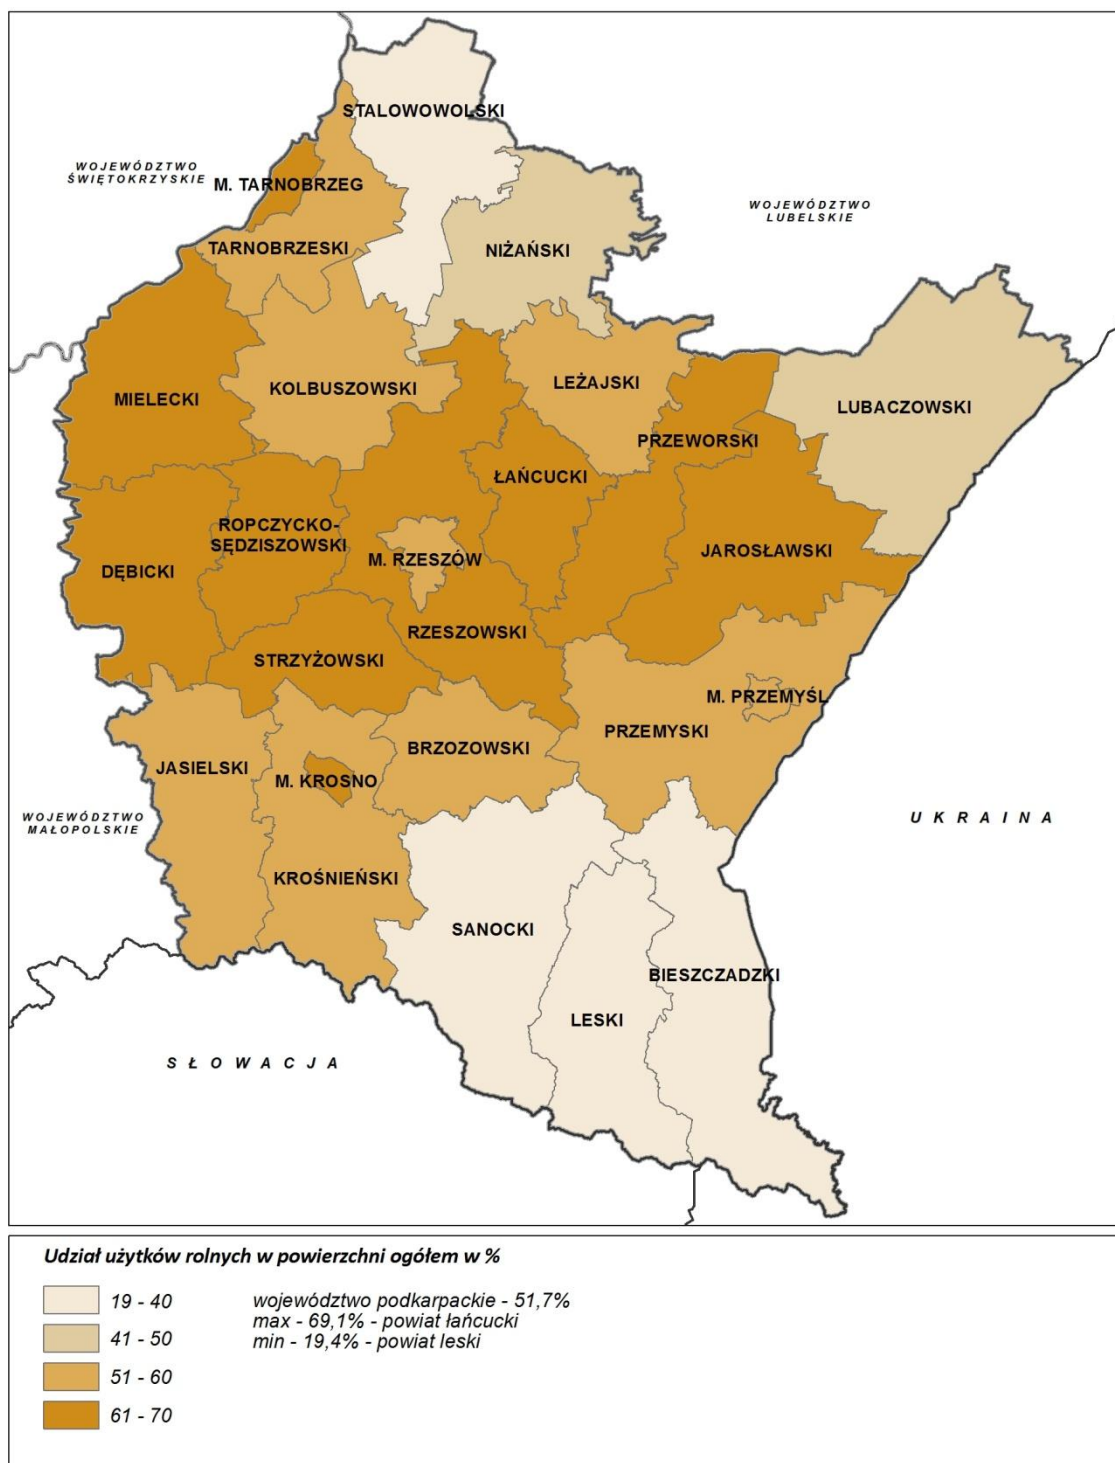 STALOWOWOLSKI
WOJEWÓDZTWO
ŚWIĘTOKRZYSKIE
M. TARNOBRZEG
WOJEWÓDZTWO
LUBELSKIE
TARNOBRZESKI
NIŻAŃSKI
KOLBUSZOWSKI
LEŻAJSKI
MIELECKI
LUBACZOWSKI
PRZEWORSKI
ŁAŃCUCKI
ROPCZYCKO-
SĘDZISZOWSKI
JAROSŁAWSKI
M. RZESZÓW
DĘBICKI
RZESZOWSKI
STRZYŻOWSKI
M. PRZEMYŚL
PRZEMYSKI
BRZOZOWSKI
JASIELSKI
M. KROSNO
WOJEWÓDZTWO
MAŁOPOLSKIE
UKRAINA
KROŚNIEŃSKI
SANOCKI
BIESZCZADZKI
LESKI
SŁOWACJA
Udział użytków rolnych w powierzchni ogółem w %
19 - 40
41 - 50
51 - 60
61 - 70
województwo podkarpackie - 51,7%
max - 69,1% - powiat łańcucki
min - 19,4% - powiat leski